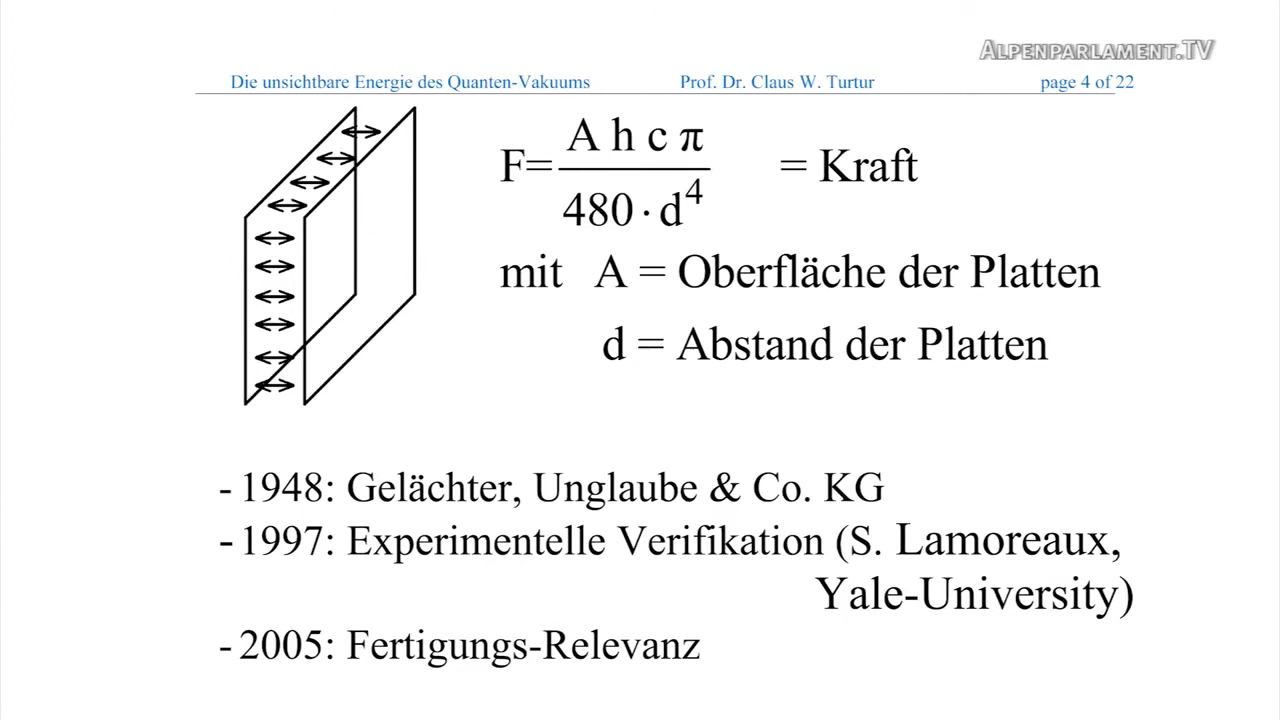 ALPENPARLAMENT.TV
Die unsichtbare Energie des Quanten-Vakuums Prof. Dr. Claus W. Turtur page 4 of 22
F= A h c π / 480 · d⁴ = Kraft
mit A = Oberfläche der Platten
d = Abstand der Platten
- 1948: Gelächter, Unglaube & Co. KG
- 1997: Experimentelle Verifikation (S. Lamoreaux,
Yale-University)
- 2005: Fertigungs-Relevanz